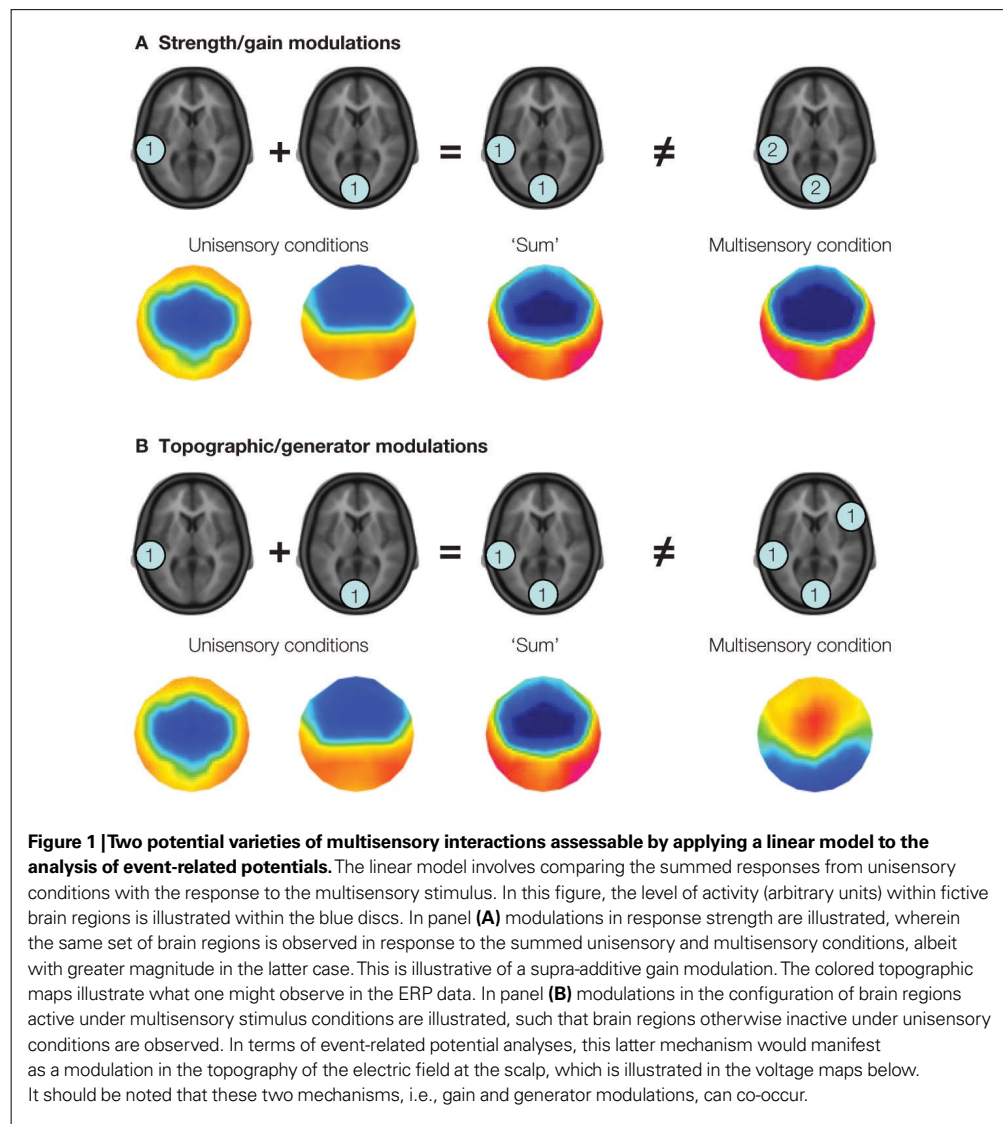 A Strength/gain modulations
1 + 1 = 1 1 ≠ 2 2
Unisensory conditions 'Sum' Multisensory condition
B Topographic/generator modulations
1 + 1 = 1 1 ≠ 1 1 1
Unisensory conditions 'Sum' Multisensory condition
Figure 1 | Two potential varieties of multisensory interactions assessable by applying a linear model to the
analysis of event-related potentials. The linear model involves comparing the summed responses from unisensory
conditions with the response to the multisensory stimulus. In this figure, the level of activity (arbitrary units) within fictive
brain regions is illustrated within the blue discs. In panel (A) modulations in response strength are illustrated, wherein
the same set of brain regions is observed in response to the summed unisensory and multisensory conditions, albeit
with greater magnitude in the latter case. This is illustrative of a supra-additive gain modulation. The colored topographic
maps illustrate what one might observe in the ERP data. In panel (B) modulations in the configuration of brain regions
active under multisensory stimulus conditions are illustrated, such that brain regions otherwise inactive under unisensory
conditions are observed. In terms of event-related potential analyses, this latter mechanism would manifest
as a modulation in the topography of the electric field at the scalp, which is illustrated in the voltage maps below.
It should be noted that these two mechanisms, i.e., gain and generator modulations, can co-occur.